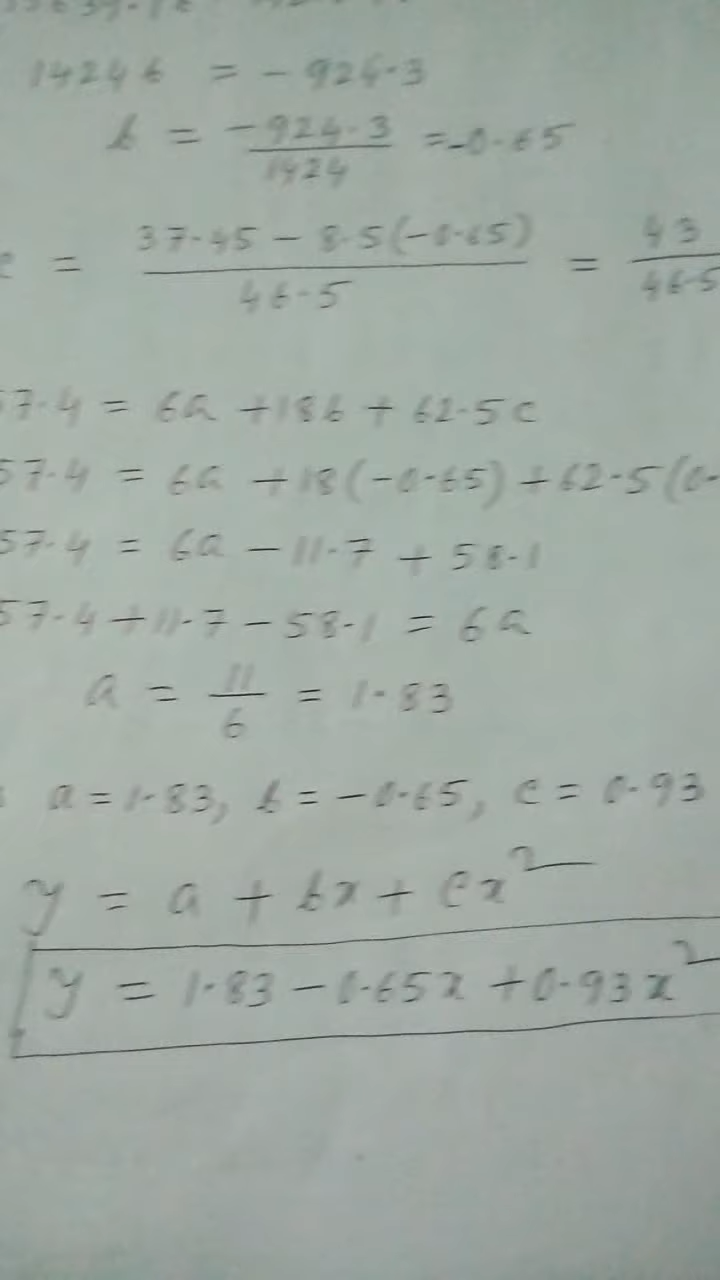 1424b = -924.3
b = -924.3/1424 = -0.65
c = 37.45 - 8.5(-0.65)/46.5 = 43/46.5
57.4 = 6a + 18b + 62.5c
57.4 = 6a + 18(-0.65) + 62.5(0.
57.4 = 6a - 11.7 + 58.1
57.4 + 11.7 - 58.1 = 6a
a = 11/6 = 1.83
a = 1.83, b = -0.65, c = 0.93
y = a + bx + cx²
y = 1.83 - 0.65x + 0.93x²